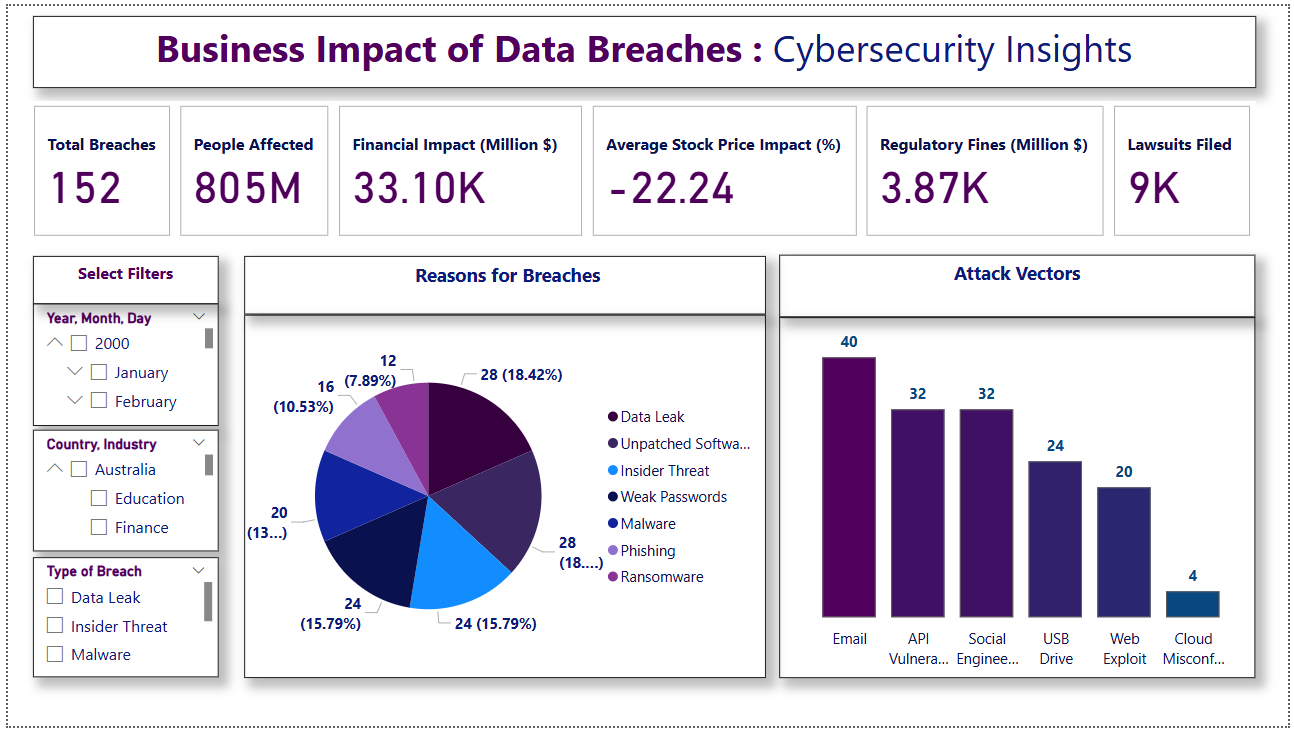 Business Impact of Data Breaches : Cybersecurity Insights
Total Breaches
152
People Affected
805M
Financial Impact (Million $)
33.10K
Average Stock Price Impact (%)
-22.24
Regulatory Fines (Million $)
3.87K
Lawsuits Filed
9K
Select Filters
Year, Month, Day
2000
January
February
Country, Industry
Australia
Education
Finance
Type of Breach
Data Leak
Insider Threat
Malware
Reasons for Breaches
28 (18.42%)
28
(18....)
24 (15.79%)
24
(15.79%)
20
(13...)
16
(10.53%)
12
(7.89%)
Data Leak
Unpatched Softwa...
Insider Threat
Weak Passwords
Malware
Phishing
Ransomware
Attack Vectors
40
32
32
24
20
4
Email
API
Vulnera...
Social
Enginee...
USB
Drive
Web
Exploit
Cloud
Misconf...